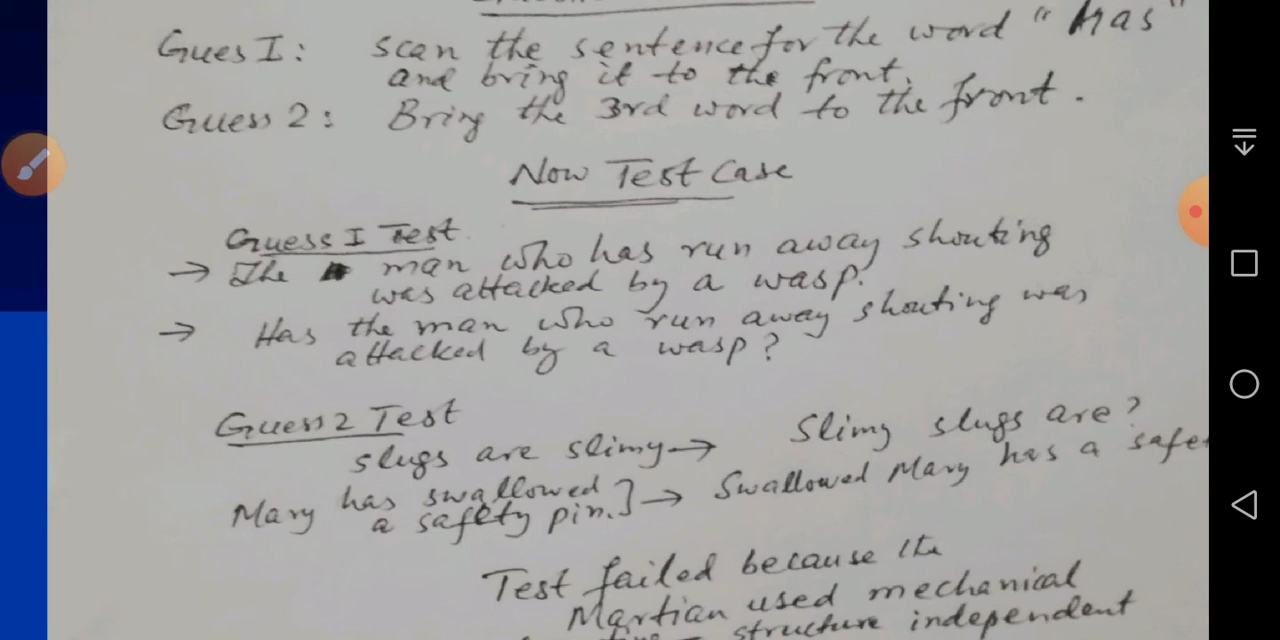 Gues I: scan the sentence for the word "has"
and bring it to the front.
Guess 2: Bring the 3rd word to the front.
Now Test Case
Guess I Test
→ The man who has run away shouting
was attacked by a wasp.
→ Has the man who run away shouting was
attacked by a wasp?
Guess 2 Test
slugs are slimy → Slimy slugs are?
Mary has swallowed
a safety pin.] → Swallowed Mary has a safe
Test failed because the
Martian used mechanical
structure independent